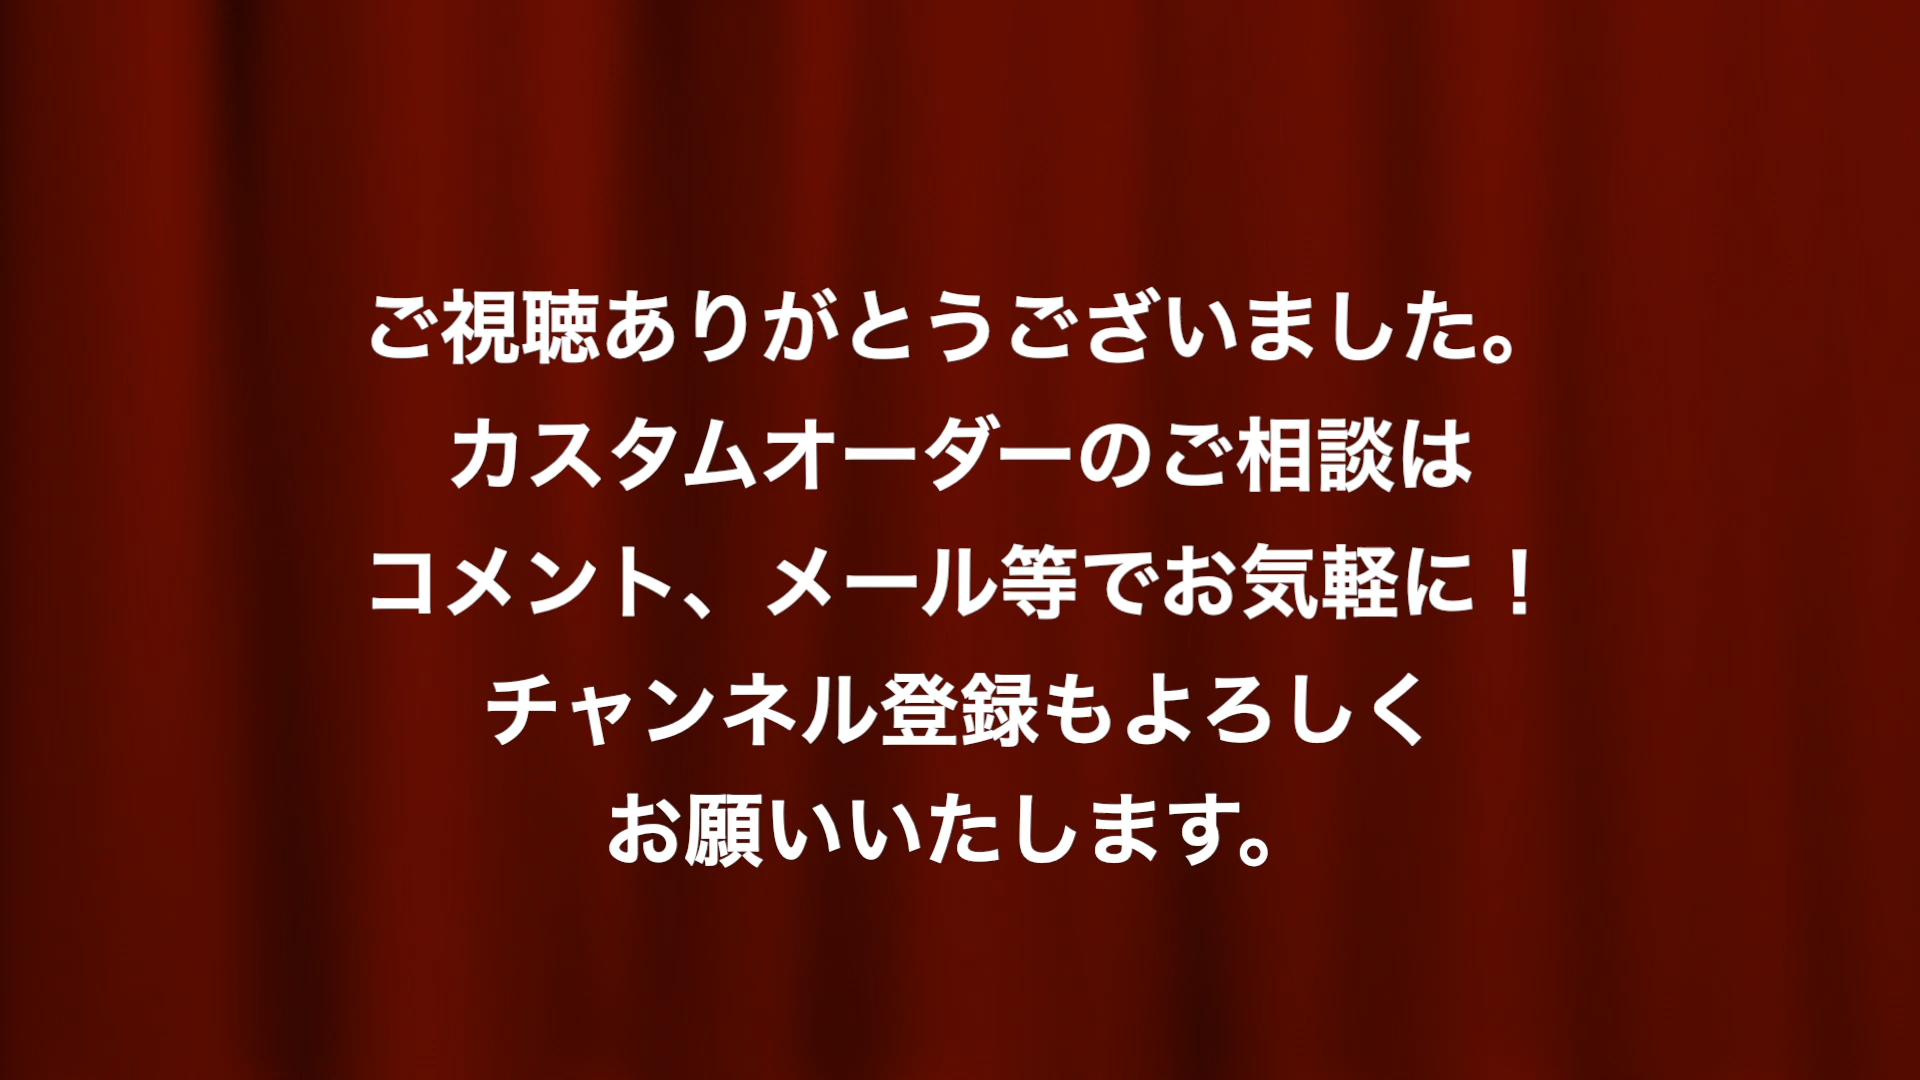 ご視聴ありがとうございました。
カスタムオーダーのご相談は
コメント、メール等でお気軽に！
チャンネル登録もよろしく
お願いいたします。